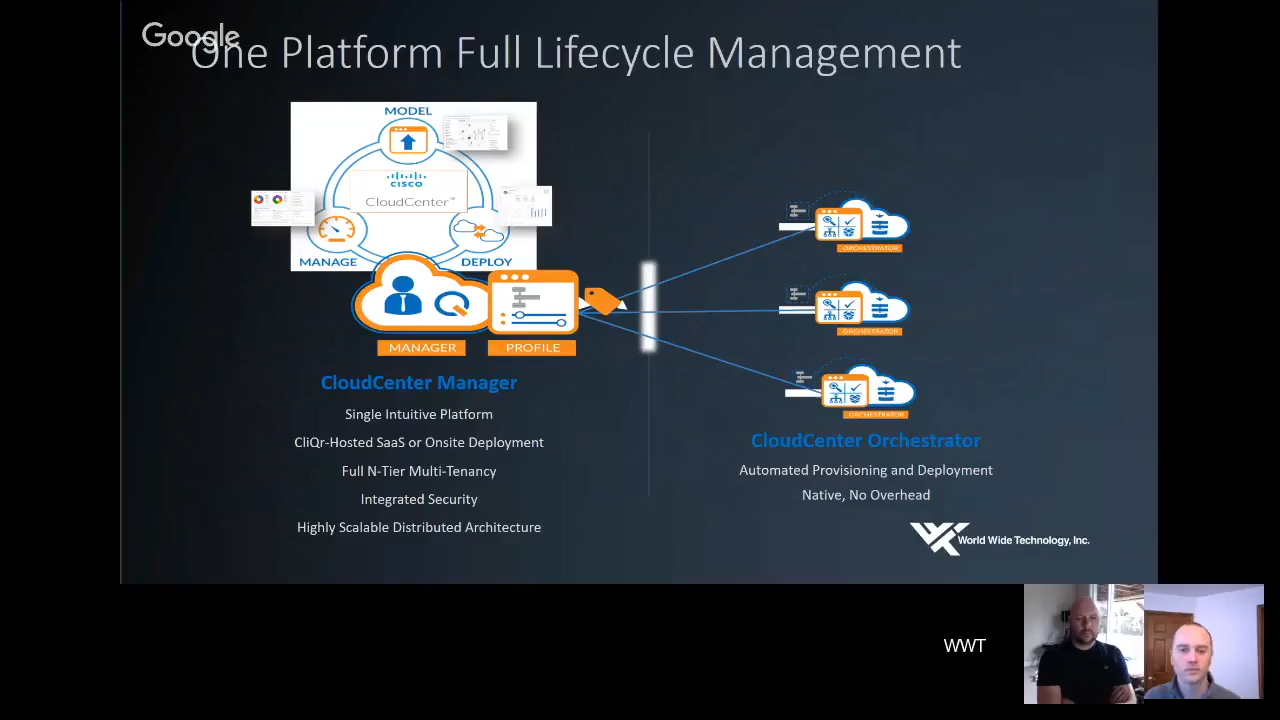 Google
One Platform Full Lifecycle Management
MODEL
CISCO
CloudCenter™
MANAGE
DEPLOY
MANAGER
PROFILE
ORCHESTRATOR
ORCHESTRATOR
ORCHESTRATOR
CloudCenter Manager
Single Intuitive Platform
CliQr-Hosted SaaS or Onsite Deployment
Full N-Tier Multi-Tenancy
Integrated Security
Highly Scalable Distributed Architecture
CloudCenter Orchestrator
Automated Provisioning and Deployment
Native, No Overhead
World Wide Technology, Inc.
WWT